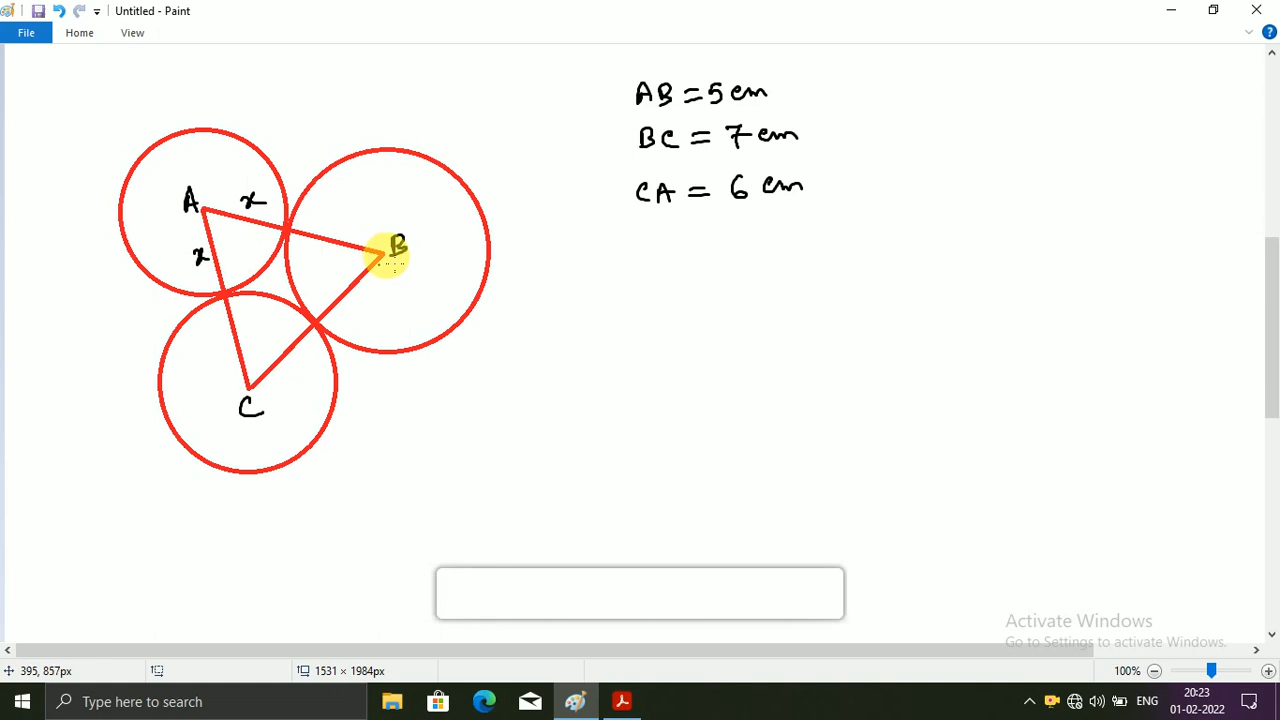 Untitled - Paint
File Home View
AB = 5 cm
BC = 7 cm
CA = 6 cm
A x
B
x
C
Activate Windows
Go to Settings to activate Windows.
395, 857px
1531 × 1984px
100%
Type here to search
ENG
20:23
01-02-2022